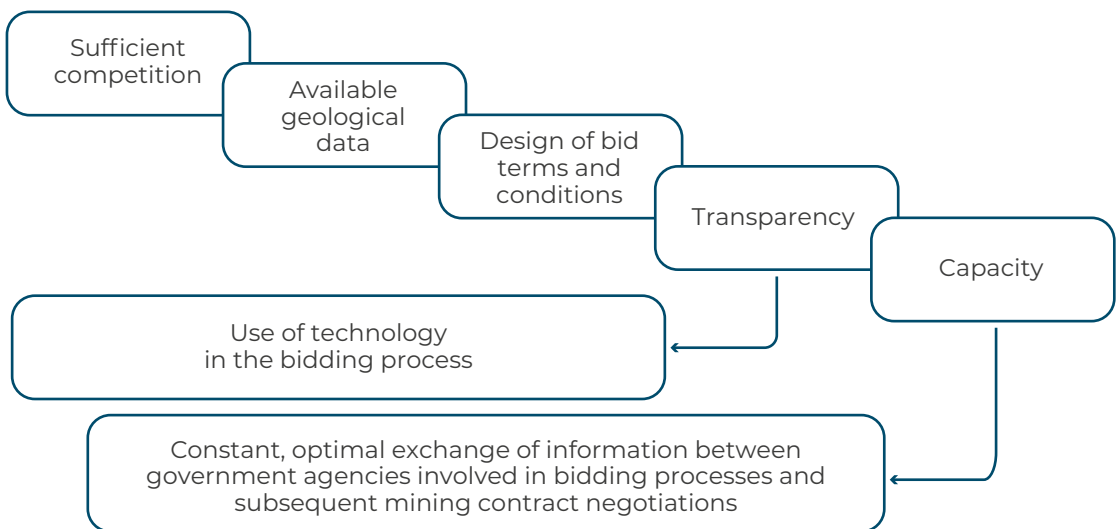 Sufficient
competition
Available
geological
data
Design of bid
terms and
conditions
Transparency
Capacity
Use of technology
in the bidding process
Constant, optimal exchange of information between
government agencies involved in bidding processes and
subsequent mining contract negotiations